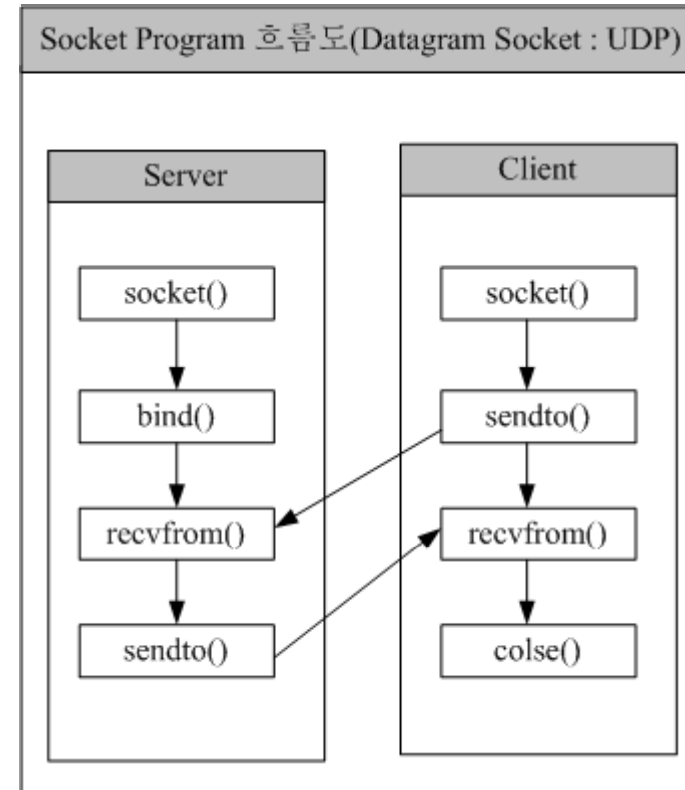 Socket Program 흐름도(Datagram Socket : UDP)
Server
socket()
bind()
recvfrom()
sendto()
Client
socket()
sendto()
recvfrom()
colse()